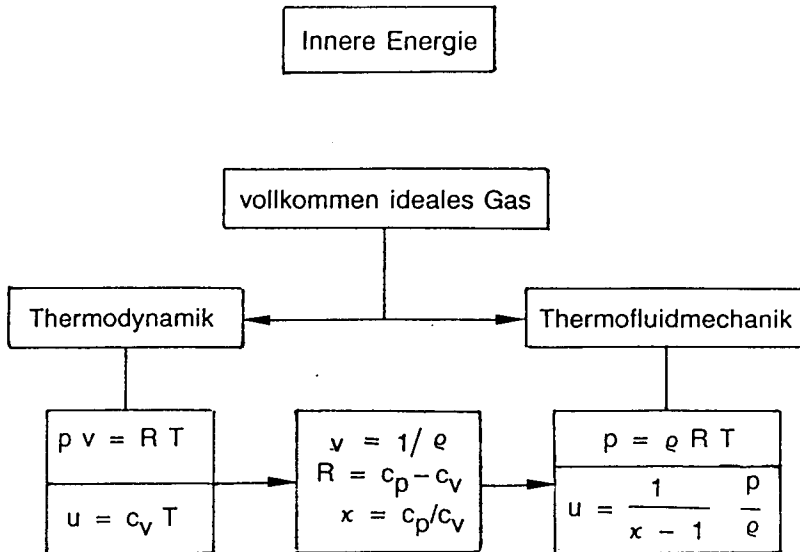 Innere Energie
vollkommen ideales Gas
Thermodynamik
Thermofluidmechanik
p v = R T
u = c_v T
v = 1/ϱ
R = c_p – c_v
ϰ = c_p/c_v
p = ϱ R T
u = 1/(ϰ – 1) p/ϱ